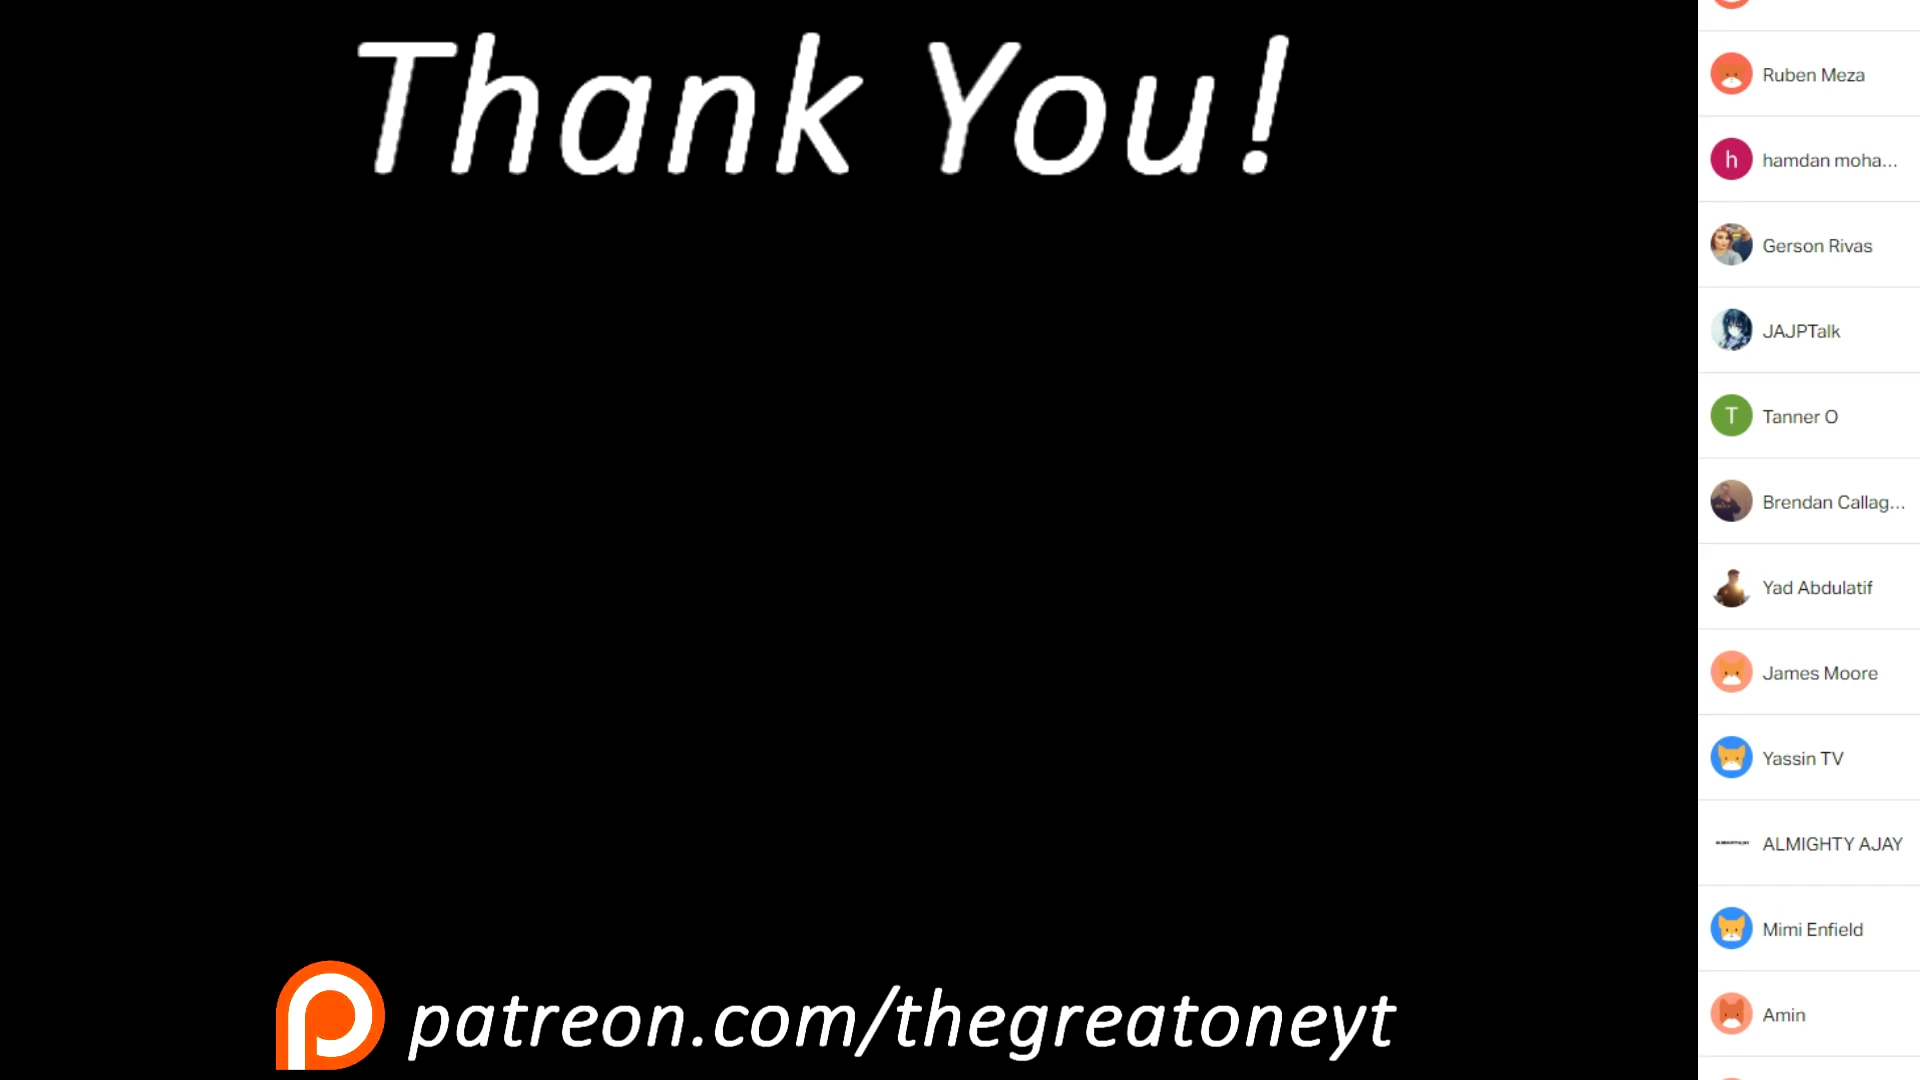 Thank You!
Ruben Meza
h hamdan moha...
Gerson Rivas
JAJPTalk
T Tanner O
Brendan Callag...
Yad Abdulatif
James Moore
Yassin TV
ALMIGHTY AJAY
Mimi Enfield
Amin
patreon.com/thegreatoneyt